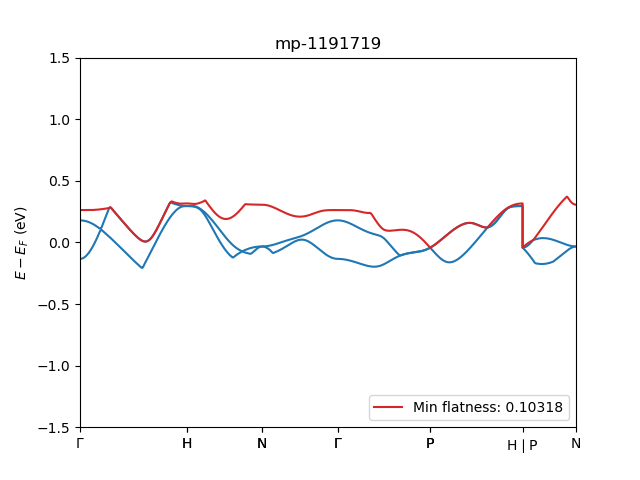 mp-1191719
E − E_F (eV)
1.5
1.0
0.5
0.0
−0.5
−1.0
−1.5
Min flatness: 0.10318
Γ H N Γ P H | P N